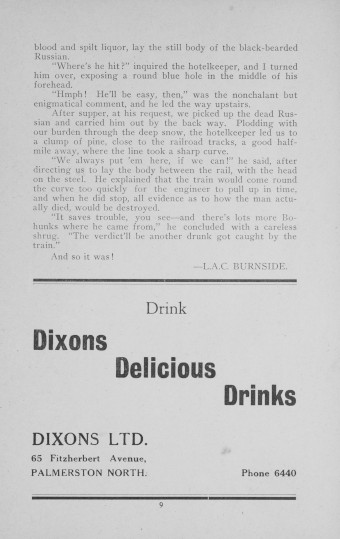 blood and spilt liquor, lay the still body of the black-bearded
Russian.
"Where's he hit?" inquired the hotelkeeper, and I turned
him over, exposing a round blue hole in the middle of his
forehead.
"Hmph! He'll be easy, then," was the nonchalant but
enigmatical comment, and he led the way upstairs.
After supper, at his request, we picked up the dead Rus-
sian and carried him out by the back way. Plodding with
our burden through the deep snow, the hotelkeeper led us to
a clump of pine, close to the railroad tracks, a good half-
mile away, where the line took a sharp curve.
"We always put 'em here, if we can!" he said, after
directing us to lay the body between the rail, with the head
on the steel. He explained that the train would come round
the curve too quickly for the engineer to pull up in time,
and when he did stop, all evidence as to how the man actu-
ally died, would be destroyed.
"It saves trouble, you see—and there's lots more Bo-
hunks where he came from," he concluded with a careless
shrug. "The verdict'll be another drunk got caught by the
train."
And so it was!
—L.A.C. BURNSIDE.
Drink
Dixons
Delicious
Drinks
DIXONS LTD.
65 Fitzherbert Avenue,
PALMERSTON NORTH. Phone 6440
9